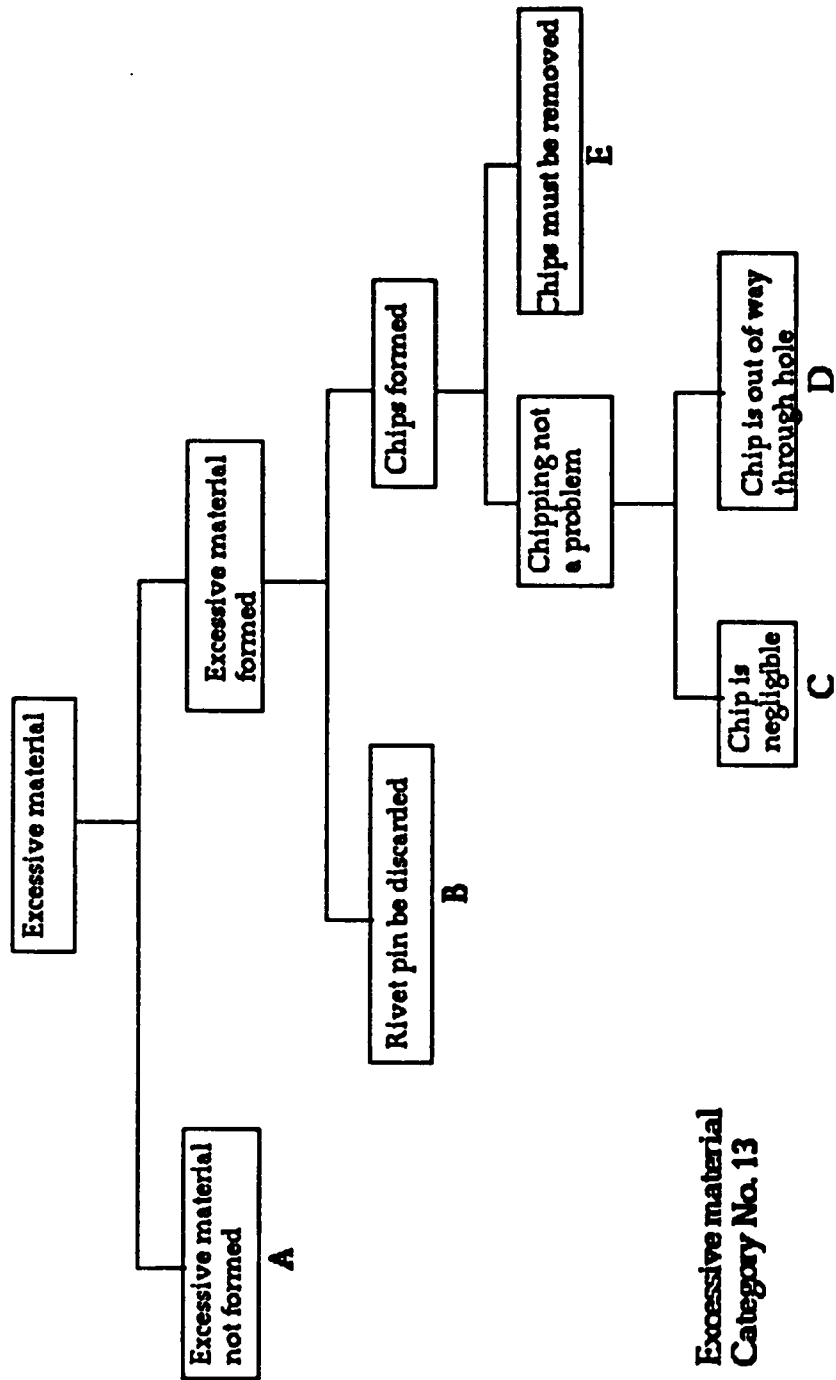 Excessive material
Excessive material
not formed
A
Excessive material
formed
Rivet pin be discarded
B
Chips formed
Chipping not
a problem
Chips must be removed
E
Chip is
negligible
C
Chip is out of way
through hole
D
Excessive material
Category No. 13